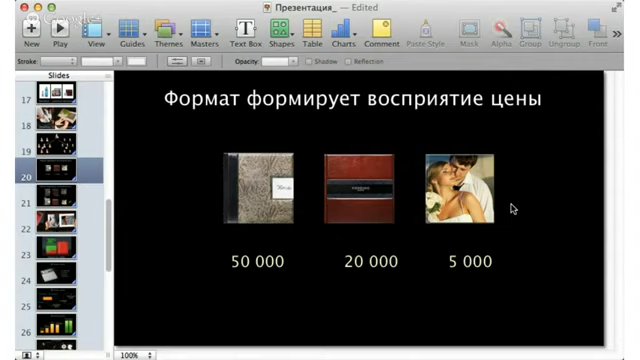 Презентация_ — Edited
New
Play
View
Guides
Themes
Masters
Text Box
Shapes
Table
Charts
Comment
Paste Style
Mask
Alpha
Group
Ungroup
Front
Stroke:
Opacity:
Shadow
Reflection
Slides
17
18
19
20
21
22
23
24
25
26
Формат формирует восприятие цены
50 000
20 000
5 000
100%